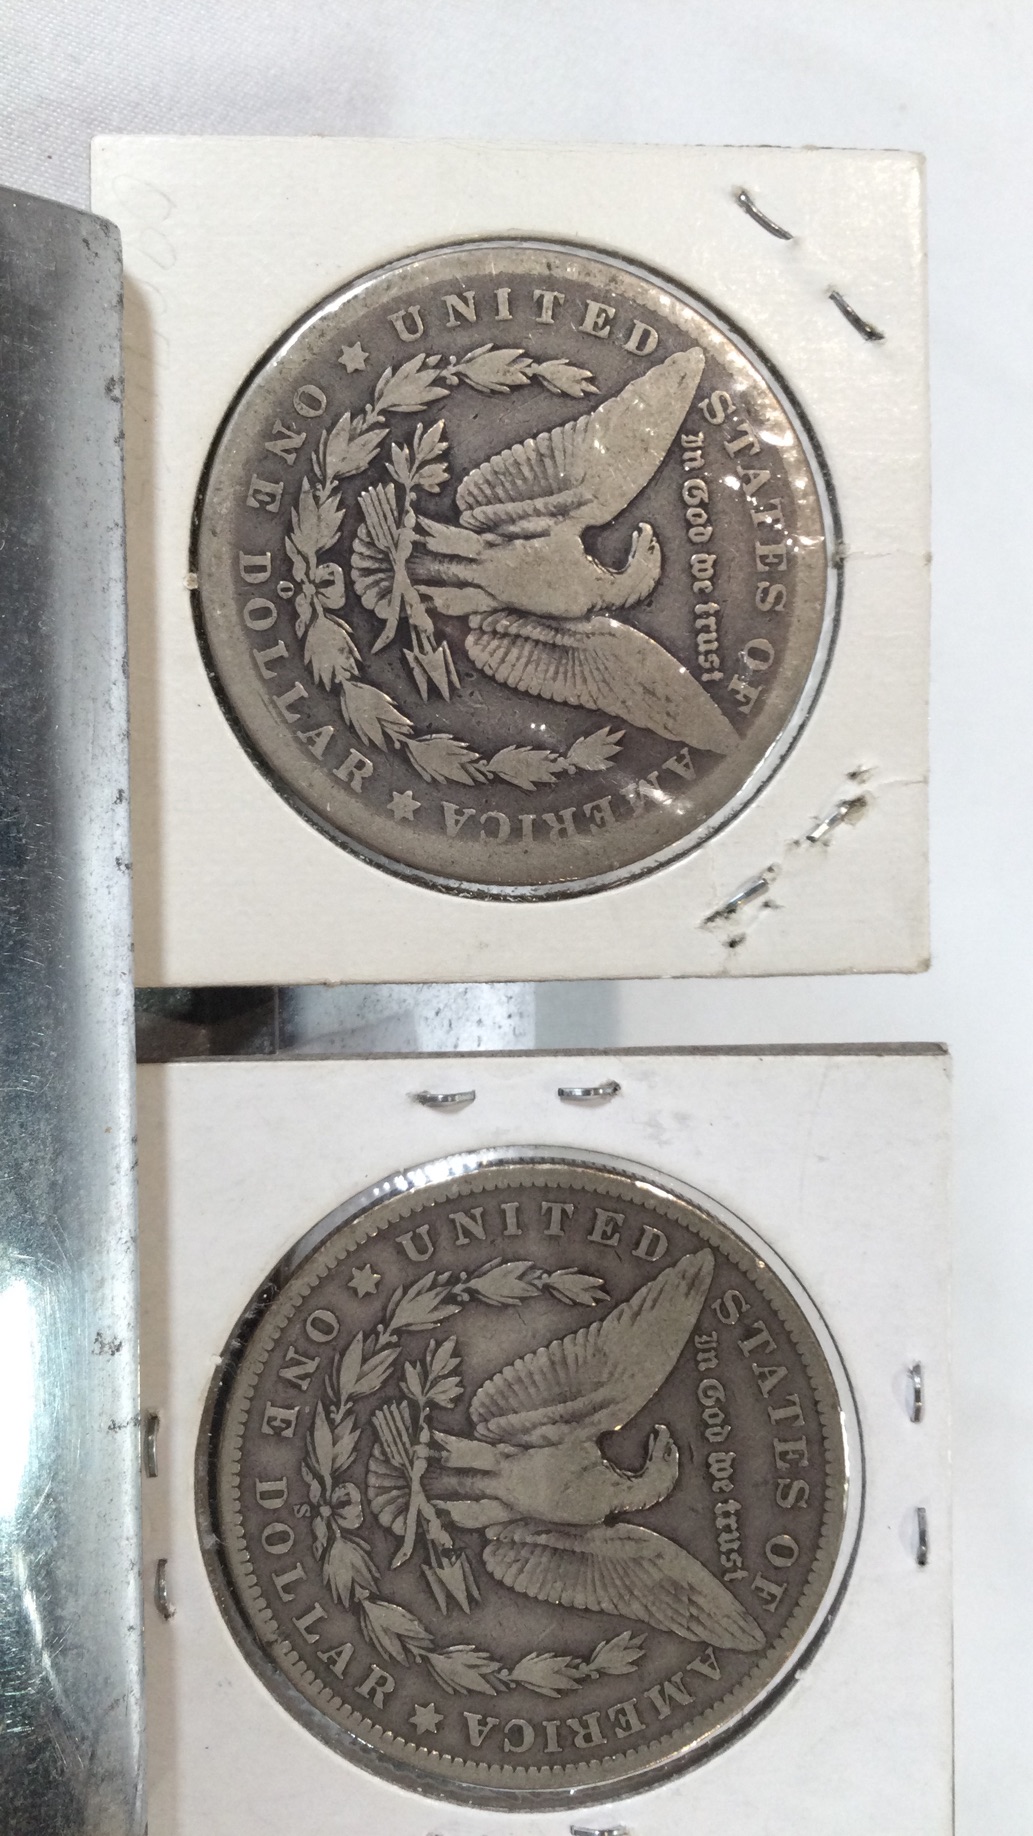 UNITED STATES OF AMERICA
In God we trust
O
ONE DOLLAR
UNITED STATES OF AMERICA
In God we trust
S
ONE DOLLAR